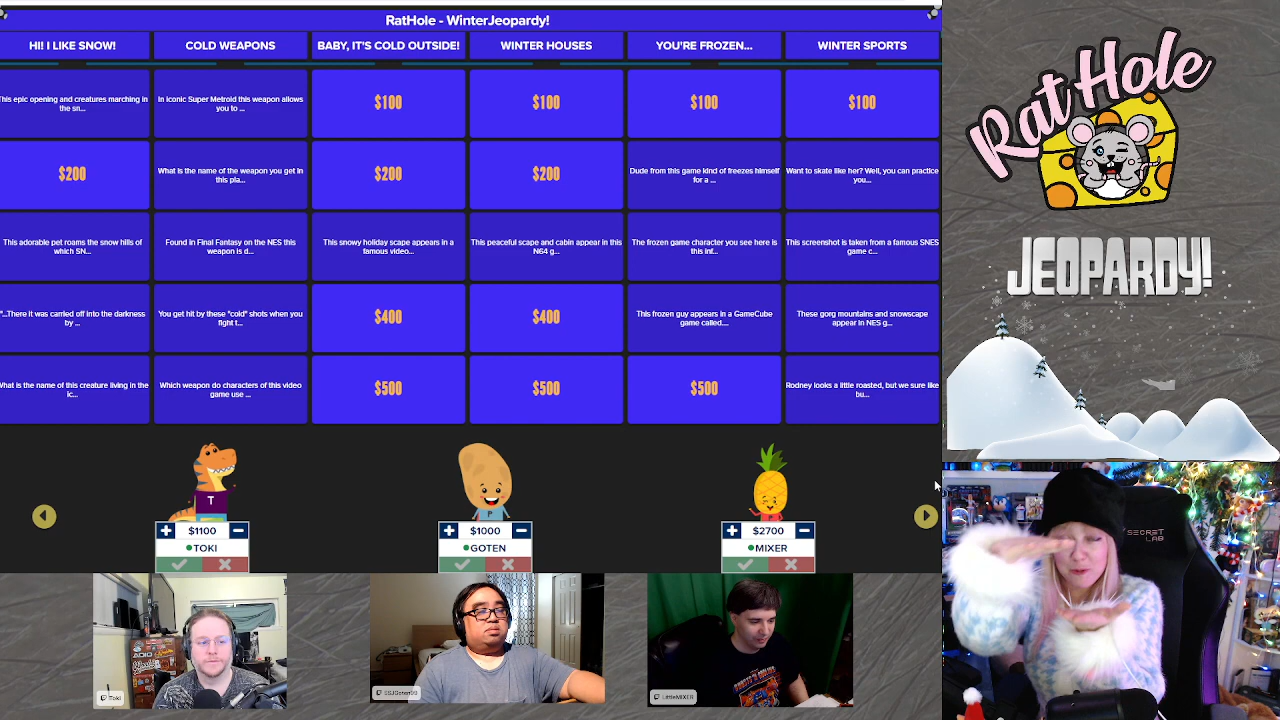 RatHole - WinterJeopardy!
HI! I LIKE SNOW!
COLD WEAPONS
BABY, IT'S COLD OUTSIDE!
WINTER HOUSES
YOU'RE FROZEN...
WINTER SPORTS
This epic opening and creatures marching in
the sn...
In iconic Super Metroid this weapon allows
you to ...
$100
$100
$100
$100
$200
What is the name of the weapon you get in
this pla...
$200
$200
Dude from this game kind of freezes himself
for a ...
Want to skate like her? Well, you can practice
you...
This adorable pet roams the snow hills of
which SN...
Found in Final Fantasy on the NES this
weapon is d...
This snowy holiday scape appears in a
famous video...
This peaceful scape and cabin appear in this
N64 g...
The frozen game character you see here is
this inf...
This screenshot is taken from a famous SNES
game c...
"...There it was carried off into the darkness
by ...
You get hit by these "cold" shots when you
fight t...
$400
$400
This frozen guy appears in a GameCube
game called....
These gorg mountains and snowscape
appear in NES g...
What is the name of this creature living in the
ic...
Which weapon do characters of this video
game use ...
$500
$500
$500
Rodney looks a little roasted, but we sure like
bu...
T
P
+ $1100 −
TOKI
+ $1000 −
GOTEN
+ $2700 −
MIXER
Toki
SSJGoten99
LittleMIXER
Rat Hole
JEOPARDY!
SECRET
LAB